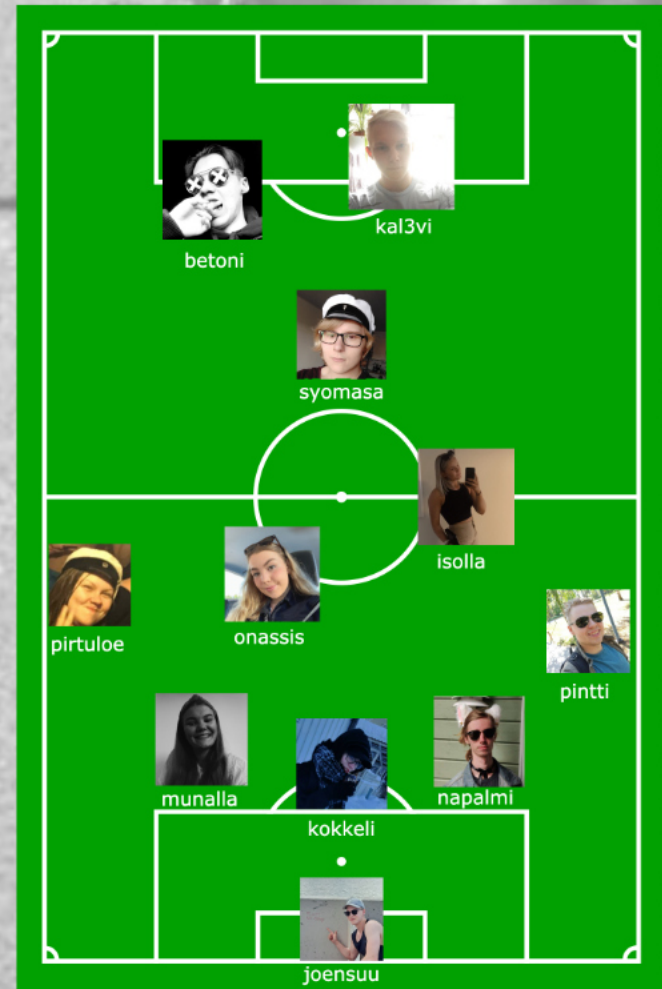 kal3vi
betoni
syomasa
isolla
onassis
pirtuloe
pintti
munalla
napalmi
kokkeli
joensuu